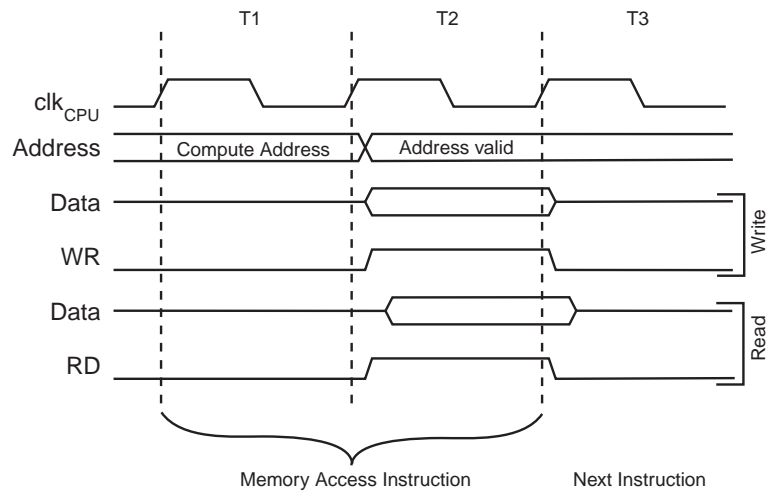 T1 T2 T3
clkCPU
Address Compute Address Address valid
Data
WR
Write
Data
RD
Read
Memory Access Instruction Next Instruction